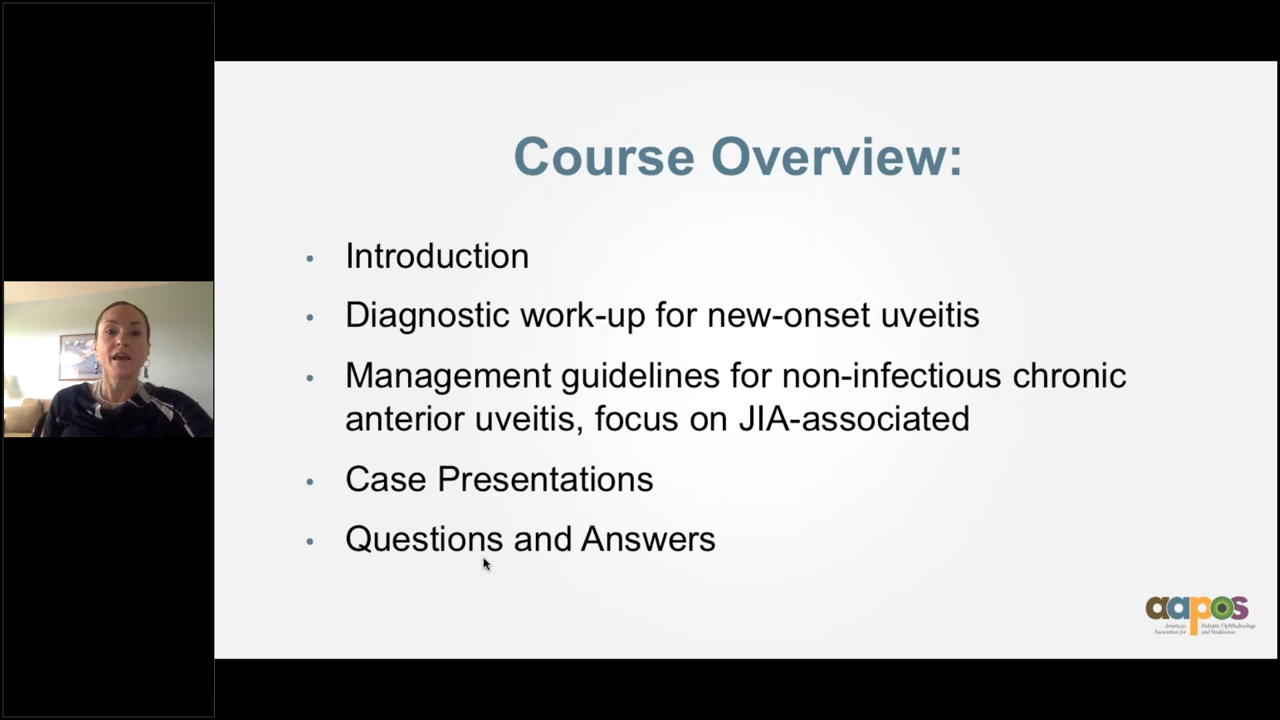 Course Overview:
• Introduction
• Diagnostic work-up for new-onset uveitis
• Management guidelines for non-infectious chronic
anterior uveitis, focus on JIA-associated
• Case Presentations
• Questions and Answers
aapos
American
Association for
Pediatric Ophthalmology
and Strabismus